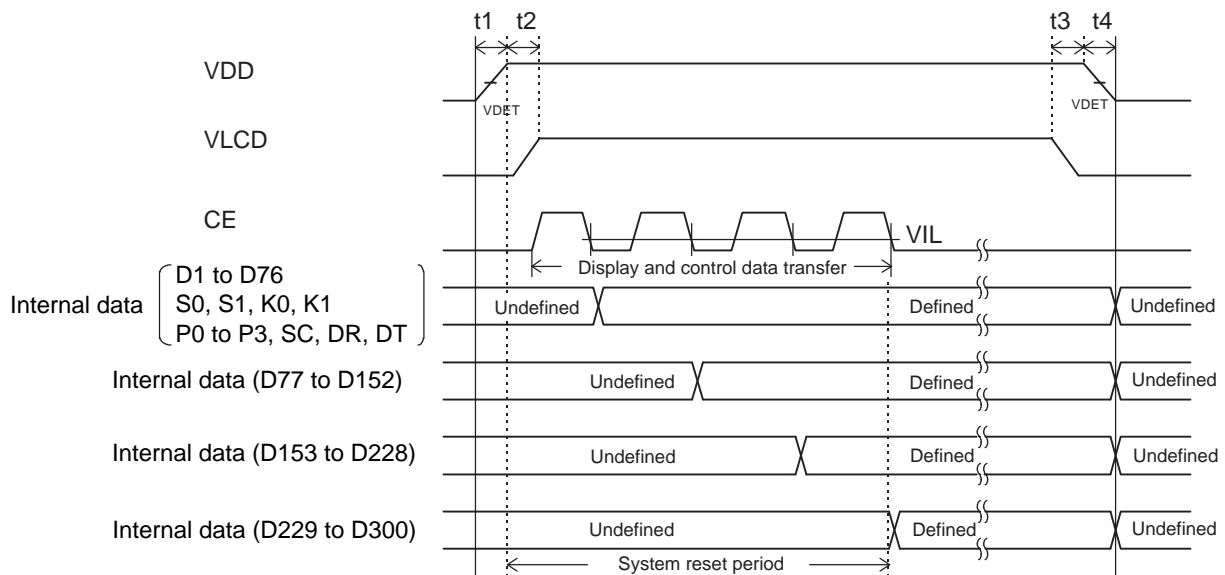 t1 t2 t3 t4
VDD
VDET VDET
VLCD
CE
VIL
Display and control data transfer
Internal data
D1 to D76
S0, S1, K0, K1
P0 to P3, SC, DR, DT
Undefined Defined Undefined
Internal data (D77 to D152) Undefined Defined Undefined
Internal data (D153 to D228) Undefined Defined Undefined
Internal data (D229 to D300) Undefined Defined Undefined
System reset period